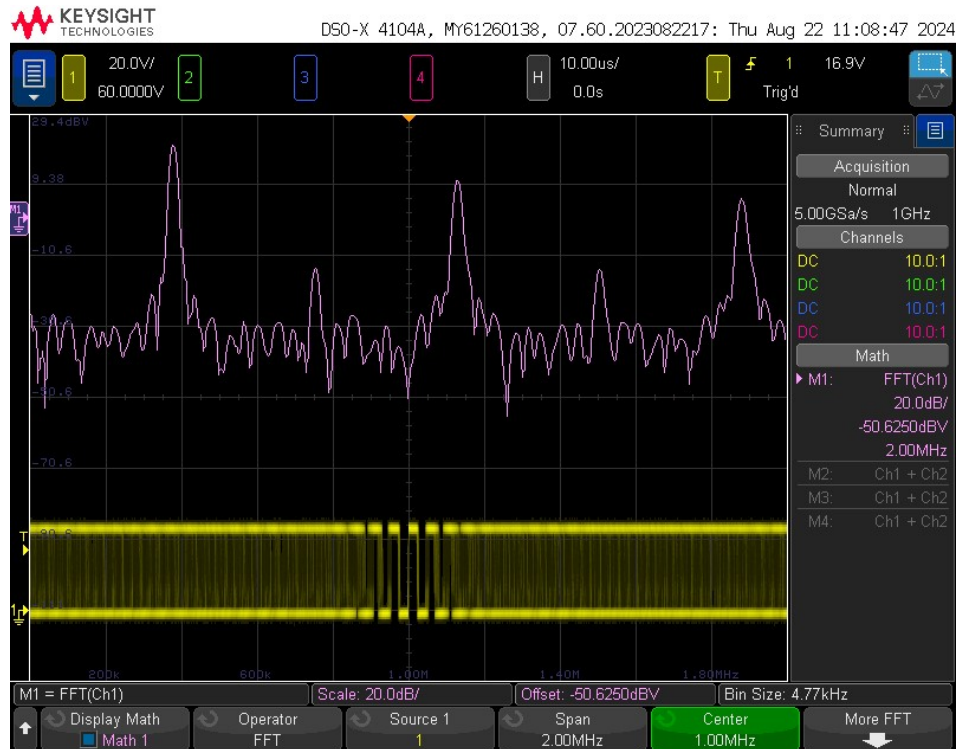 KEYSIGHT
TECHNOLOGIES
DSO-X 4104A, MY61260138, 07.60.2023082217: Thu Aug 22 11:08:47 2024
1 20.0V/ 60.0000V 2 3 4 H 10.00us/ 0.0s T 1 16.9V Trig'd
29.4dBV
9.38
-10.6
-50.6
-70.6
M1
T
1
200k 600k 1.00M 1.40M 1.80MHz
Summary
Acquisition
Normal
5.00GSa/s 1GHz
Channels
DC 10.0:1
DC 10.0:1
DC 10.0:1
DC 10.0:1
Math
M1: FFT(Ch1)
20.0dB/
-50.6250dBV
2.00MHz
M2: Ch1 + Ch2
M3: Ch1 + Ch2
M4: Ch1 + Ch2
M1 = FFT(Ch1) Scale: 20.0dB/ Offset: -50.6250dBV Bin Size: 4.77kHz
Display Math Operator Source 1 Span Center More FFT
Math 1 FFT 1 2.00MHz 1.00MHz